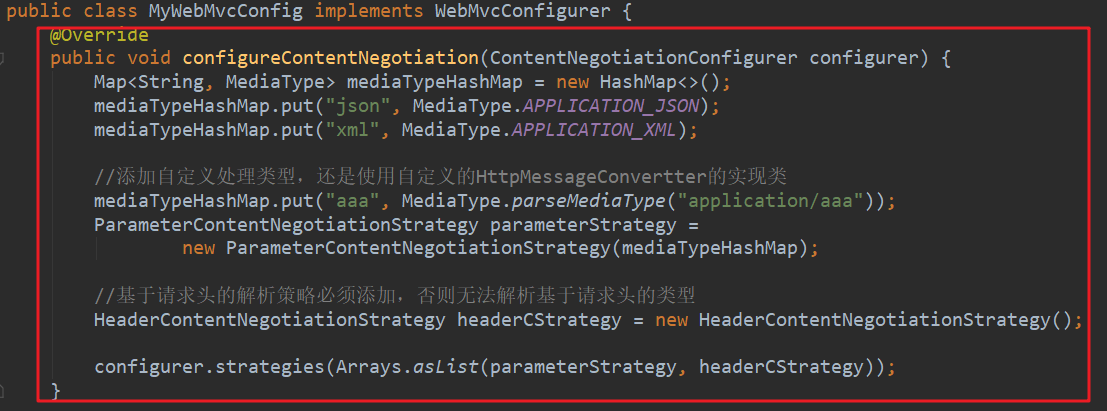 public class MyWebMvcConfig implements WebMvcConfigurer {
@Override
public void configureContentNegotiation(ContentNegotiationConfigurer configurer) {
Map<String, MediaType> mediaTypeHashMap = new HashMap<>();
mediaTypeHashMap.put("json", MediaType.APPLICATION_JSON);
mediaTypeHashMap.put("xml", MediaType.APPLICATION_XML);
//添加自定义处理类型，还是使用自定义的HttpMessageConvertter的实现类
mediaTypeHashMap.put("aaa", MediaType.parseMediaType("application/aaa"));
ParameterContentNegotiationStrategy parameterStrategy =
new ParameterContentNegotiationStrategy(mediaTypeHashMap);
//基于请求头的解析策略必须添加，否则无法解析基于请求头的类型
HeaderContentNegotiationStrategy headerCStrategy = new HeaderContentNegotiationStrategy();
configurer.strategies(Arrays.asList(parameterStrategy, headerCStrategy));
}